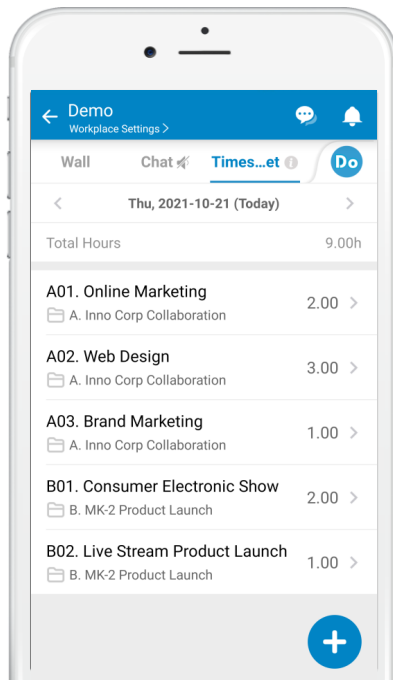 Demo
Workplace Settings >
Wall Chat Times...et Do
Thu, 2021-10-21 (Today)
Total Hours 9.00h
A01. Online Marketing
2.00
A. Inno Corp Collaboration
A02. Web Design
3.00
A. Inno Corp Collaboration
A03. Brand Marketing
1.00
A. Inno Corp Collaboration
B01. Consumer Electronic Show
2.00
B. MK-2 Product Launch
B02. Live Stream Product Launch
1.00
B. MK-2 Product Launch